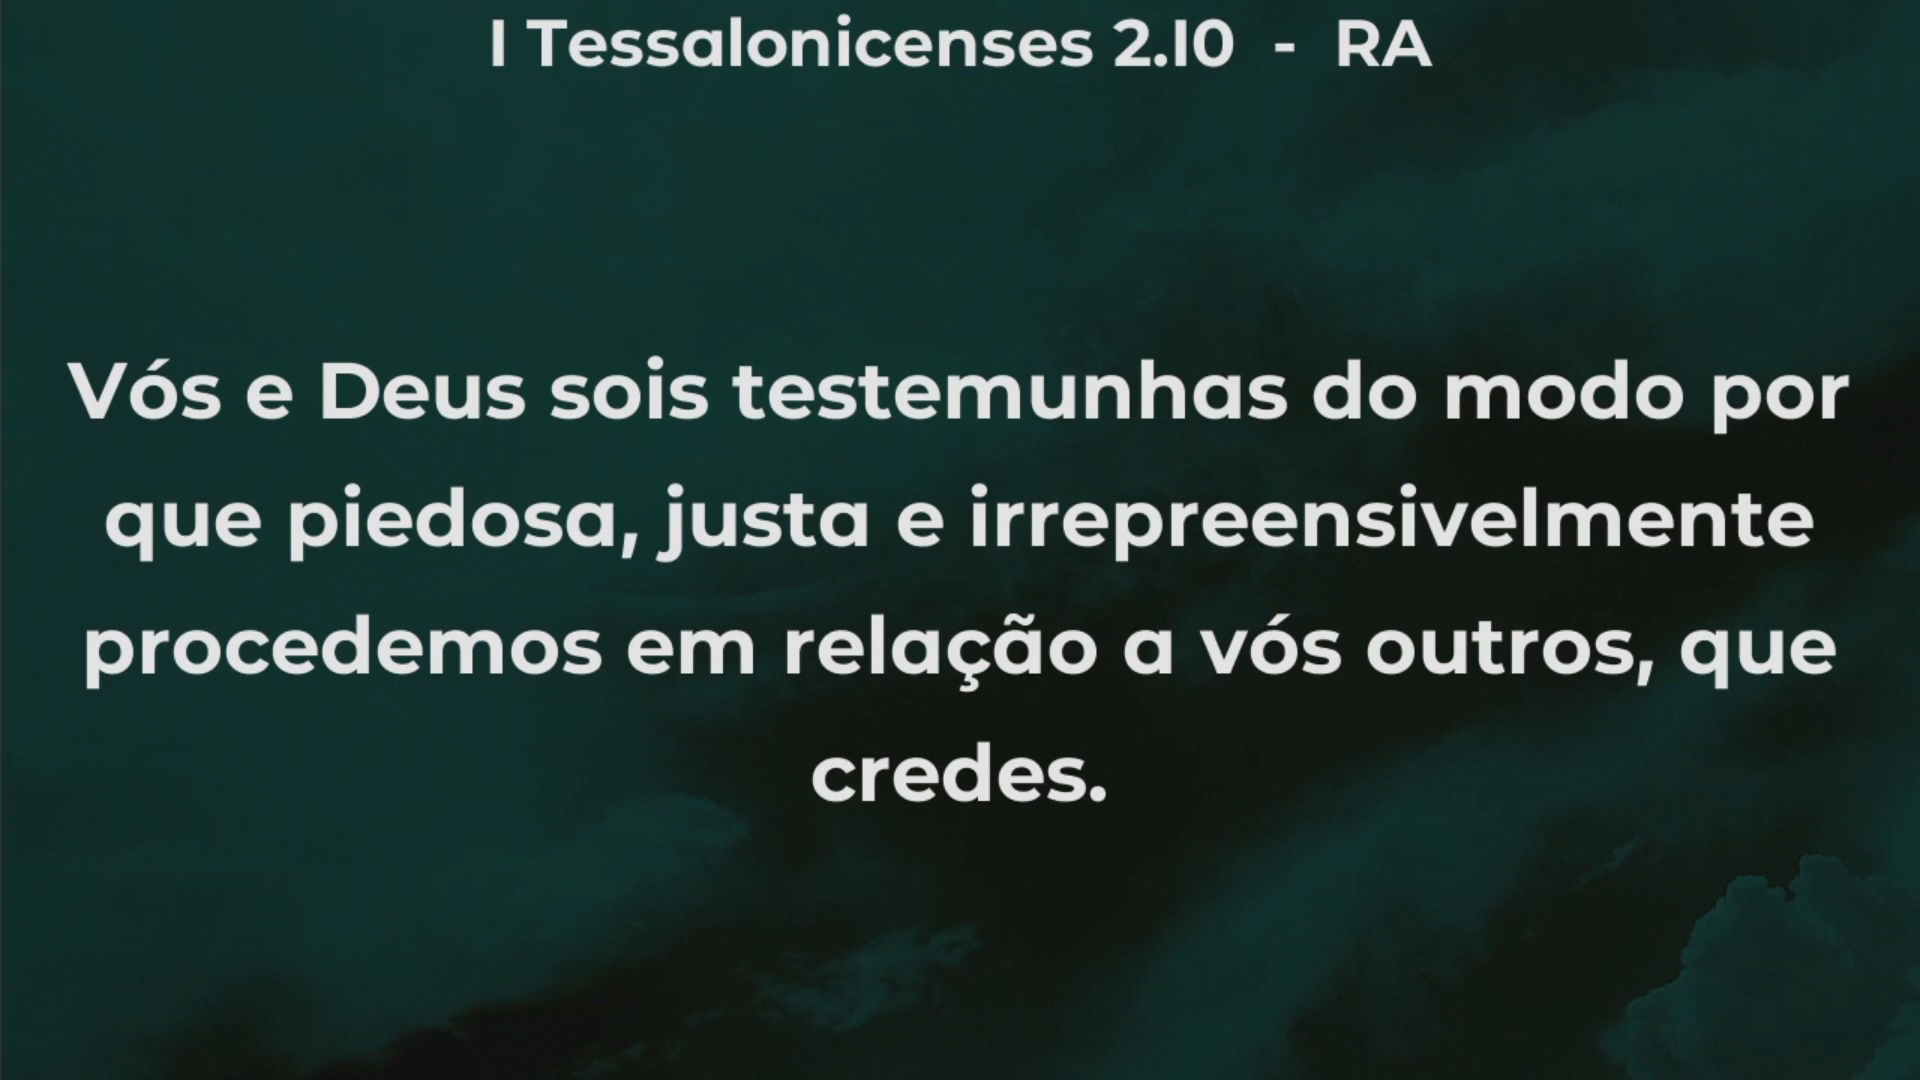 I Tessalonicenses 2.10 - RA
Vós e Deus sois testemunhas do modo por
que piedosa, justa e irrepreensivelmente
procedemos em relação a vós outros, que
credes.